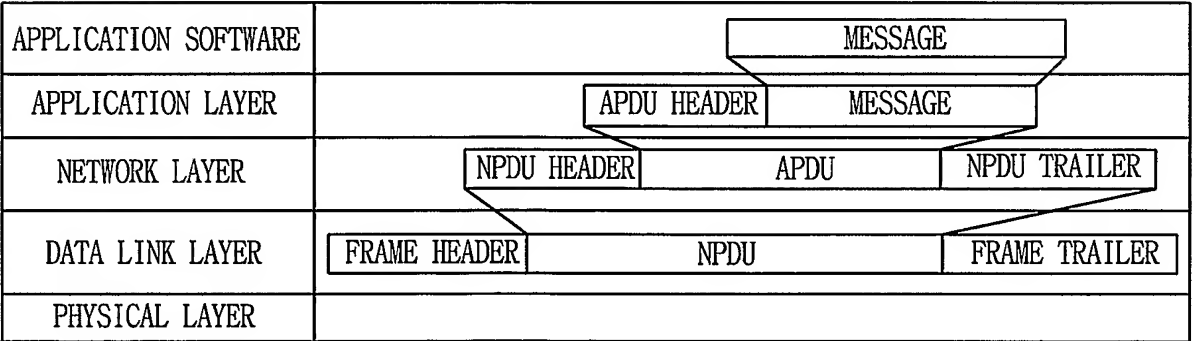 APPLICATION SOFTWARE MESSAGE
APPLICATION LAYER APDU HEADER MESSAGE
NETWORK LAYER NPDU HEADER APDU NPDU TRAILER
DATA LINK LAYER FRAME HEADER NPDU FRAME TRAILER
PHYSICAL LAYER